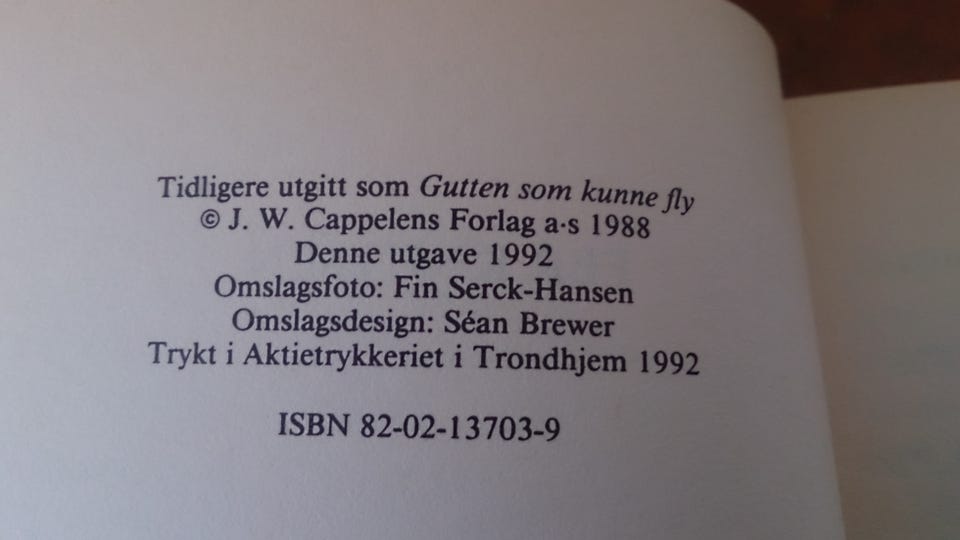 Tidligere utgitt som Gutten som kunne fly
© J. W. Cappelens Forlag a·s 1988
Denne utgave 1992
Omslagsfoto: Fin Serck-Hansen
Omslagsdesign: Séan Brewer
Trykt i Aktietrykkeriet i Trondhjem 1992
ISBN 82-02-13703-9